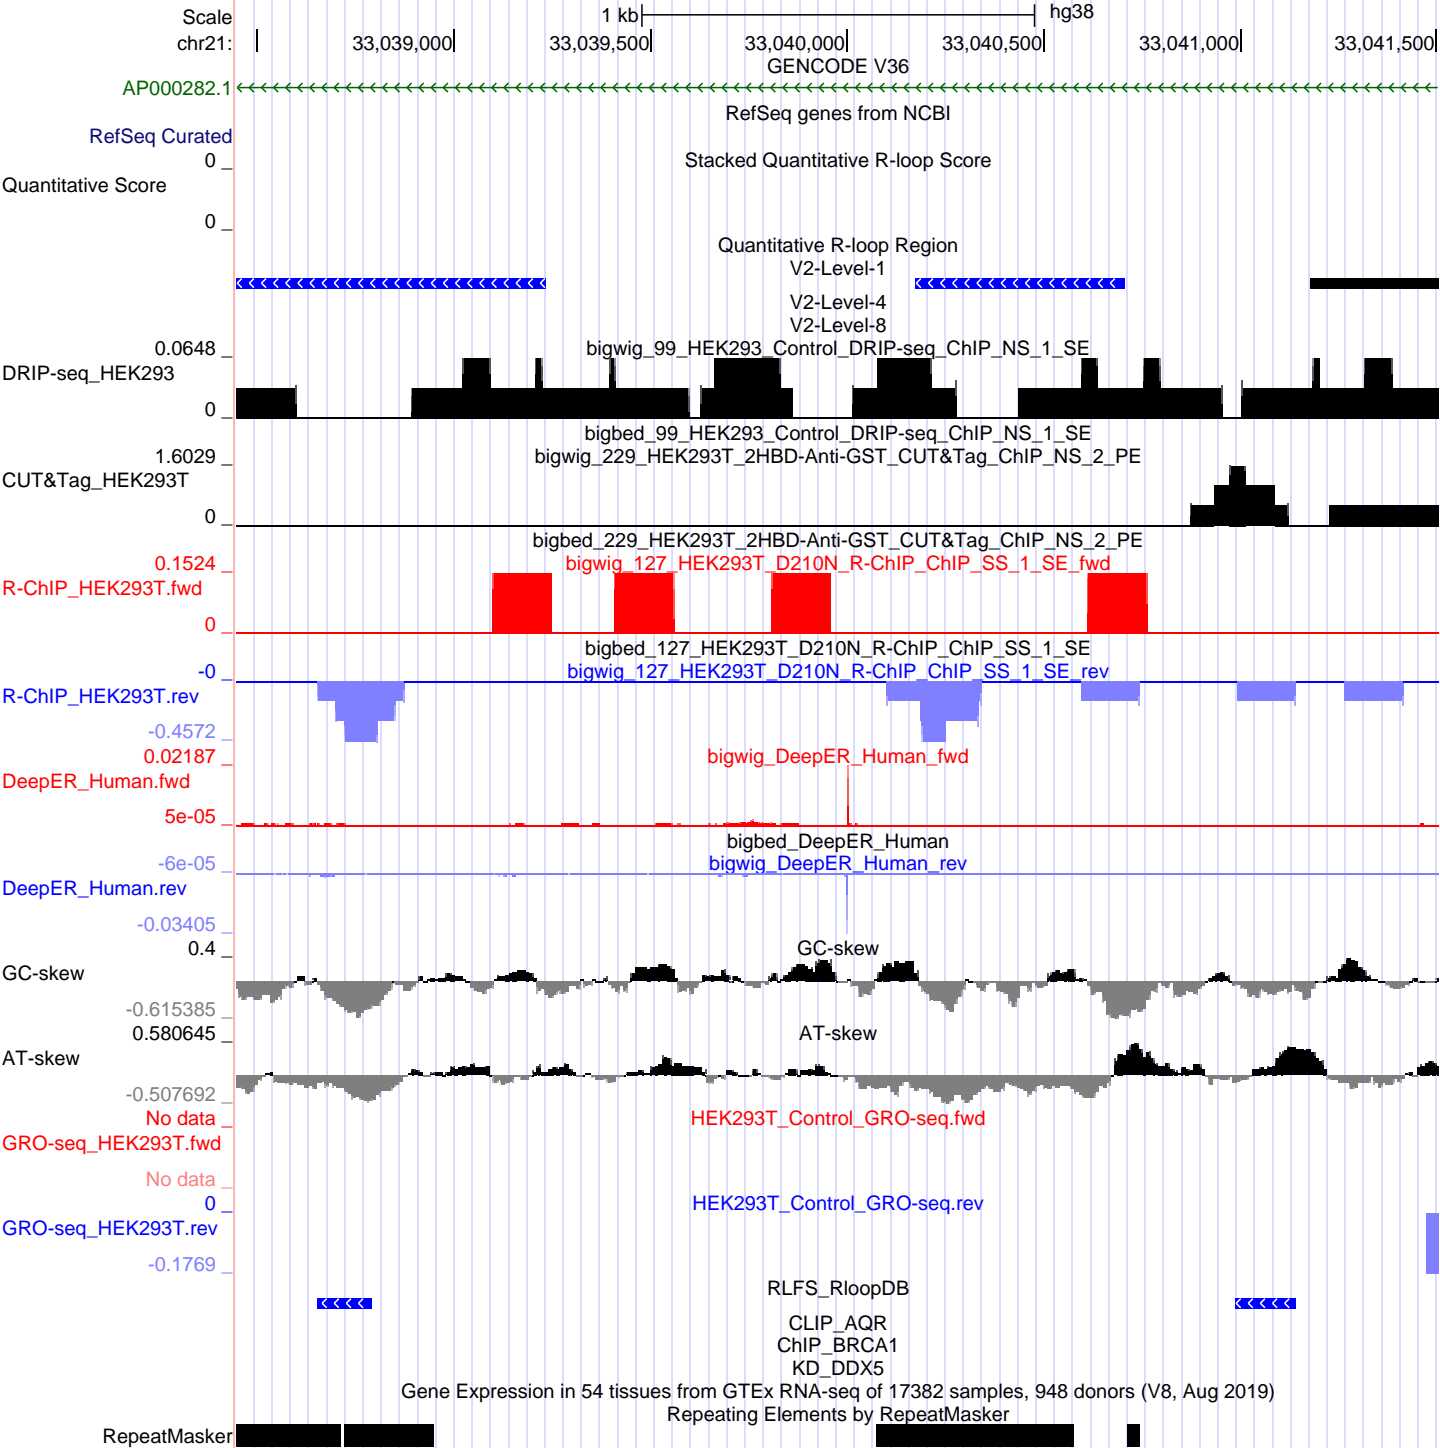 Scale 1 kb hg38
chr21: 33,039,000 33,039,500 33,040,000 33,040,500 33,041,000 33,041,500
GENCODE V36
AP000282.1
RefSeq genes from NCBI
RefSeq Curated
0 Stacked Quantitative R-loop Score
Quantitative Score
0
Quantitative R-loop Region
V2-Level-1
V2-Level-4
V2-Level-8
0.0648 bigwig_99_HEK293_Control_DRIP-seq_ChIP_NS_1_SE
DRIP-seq_HEK293
0
bigbed_99_HEK293_Control_DRIP-seq_ChIP_NS_1_SE
1.6029 bigwig_229_HEK293T_2HBD-Anti-GST_CUT&Tag_ChIP_NS_2_PE
CUT&Tag_HEK293T
0
bigbed_229_HEK293T_2HBD-Anti-GST_CUT&Tag_ChIP_NS_2_PE
0.1524 bigwig_127_HEK293T_D210N_R-ChIP_ChIP_SS_1_SE_fwd
R-ChIP_HEK293T.fwd
0
bigbed_127_HEK293T_D210N_R-ChIP_ChIP_SS_1_SE
-0 bigwig_127_HEK293T_D210N_R-ChIP_ChIP_SS_1_SE_rev
R-ChIP_HEK293T.rev
-0.4572
0.02187 bigwig_DeepER_Human_fwd
DeepER_Human.fwd
5e-05
bigbed_DeepER_Human
-6e-05 bigwig_DeepER_Human_rev
DeepER_Human.rev
-0.03405
0.4 GC-skew
GC-skew
-0.615385
0.580645 AT-skew
AT-skew
-0.507692
No data HEK293T_Control_GRO-seq.fwd
GRO-seq_HEK293T.fwd
No data
0 HEK293T_Control_GRO-seq.rev
GRO-seq_HEK293T.rev
-0.1769
RLFS_RloopDB
CLIP_AQR
ChIP_BRCA1
KD_DDX5
Gene Expression in 54 tissues from GTEx RNA-seq of 17382 samples, 948 donors (V8, Aug 2019)
Repeating Elements by RepeatMasker
RepeatMasker